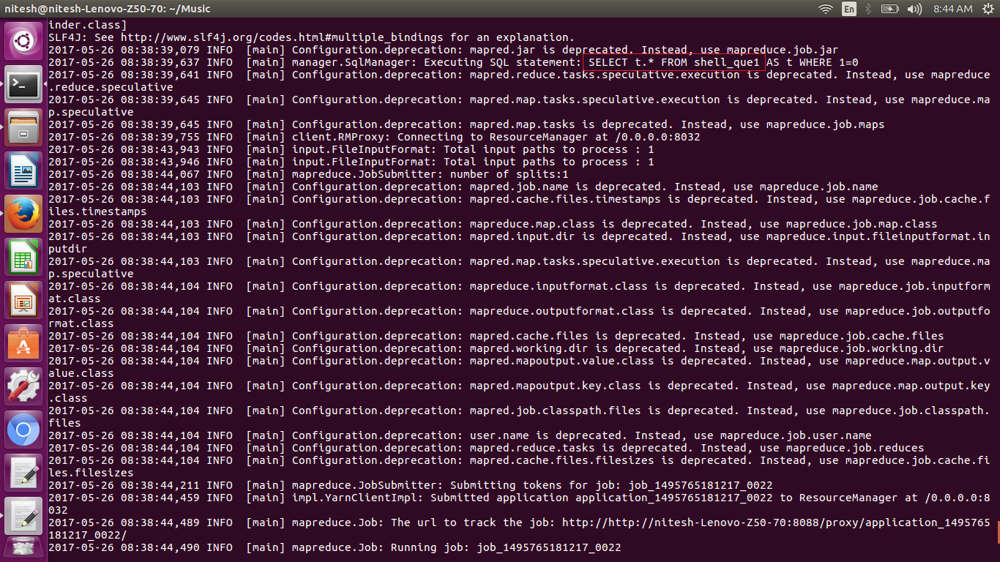 nitesh@nitesh-Lenovo-Z50-70: ~/Music
En
8:44 AM
inder.class]
SLF4J: See http://www.slf4j.org/codes.html#multiple_bindings for an explanation.
2017-05-26 08:38:39,079 INFO  [main] Configuration.deprecation: mapred.jar is deprecated. Instead, use mapreduce.job.jar
2017-05-26 08:38:39,637 INFO  [main] manager.SqlManager: Executing SQL statement: SELECT t.* FROM shell_que1 AS t WHERE 1=0
2017-05-26 08:38:39,641 INFO  [main] Configuration.deprecation: mapred.reduce.tasks.speculative.execution is deprecated. Instead, use mapreduce
.reduce.speculative
2017-05-26 08:38:39,645 INFO  [main] Configuration.deprecation: mapred.map.tasks.speculative.execution is deprecated. Instead, use mapreduce.ma
p.speculative
2017-05-26 08:38:39,645 INFO  [main] Configuration.deprecation: mapred.map.tasks is deprecated. Instead, use mapreduce.job.maps
2017-05-26 08:38:39,755 INFO  [main] client.RMProxy: Connecting to ResourceManager at /0.0.0.0:8032
2017-05-26 08:38:43,943 INFO  [main] input.FileInputFormat: Total input paths to process : 1
2017-05-26 08:38:43,946 INFO  [main] input.FileInputFormat: Total input paths to process : 1
2017-05-26 08:38:44,067 INFO  [main] mapreduce.JobSubmitter: number of splits:1
2017-05-26 08:38:44,103 INFO  [main] Configuration.deprecation: mapred.job.name is deprecated. Instead, use mapreduce.job.name
2017-05-26 08:38:44,103 INFO  [main] Configuration.deprecation: mapred.cache.files.timestamps is deprecated. Instead, use mapreduce.job.cache.f
iles.timestamps
2017-05-26 08:38:44,103 INFO  [main] Configuration.deprecation: mapreduce.map.class is deprecated. Instead, use mapreduce.job.map.class
2017-05-26 08:38:44,103 INFO  [main] Configuration.deprecation: mapred.input.dir is deprecated. Instead, use mapreduce.input.fileinputformat.in
putdir
2017-05-26 08:38:44,103 INFO  [main] Configuration.deprecation: mapred.map.tasks.speculative.execution is deprecated. Instead, use mapreduce.ma
p.speculative
2017-05-26 08:38:44,104 INFO  [main] Configuration.deprecation: mapreduce.inputformat.class is deprecated. Instead, use mapreduce.job.inputform
at.class
2017-05-26 08:38:44,104 INFO  [main] Configuration.deprecation: mapreduce.outputformat.class is deprecated. Instead, use mapreduce.job.outputfo
rmat.class
2017-05-26 08:38:44,104 INFO  [main] Configuration.deprecation: mapred.cache.files is deprecated. Instead, use mapreduce.job.cache.files
2017-05-26 08:38:44,104 INFO  [main] Configuration.deprecation: mapred.working.dir is deprecated. Instead, use mapreduce.job.working.dir
2017-05-26 08:38:44,104 INFO  [main] Configuration.deprecation: mapred.mapoutput.value.class is deprecated. Instead, use mapreduce.map.output.v
alue.class
2017-05-26 08:38:44,104 INFO  [main] Configuration.deprecation: mapred.mapoutput.key.class is deprecated. Instead, use mapreduce.map.output.key
.class
2017-05-26 08:38:44,104 INFO  [main] Configuration.deprecation: mapred.job.classpath.files is deprecated. Instead, use mapreduce.job.classpath.
files
2017-05-26 08:38:44,104 INFO  [main] Configuration.deprecation: user.name is deprecated. Instead, use mapreduce.job.user.name
2017-05-26 08:38:44,104 INFO  [main] Configuration.deprecation: mapred.reduce.tasks is deprecated. Instead, use mapreduce.job.reduces
2017-05-26 08:38:44,104 INFO  [main] Configuration.deprecation: mapred.cache.files.filesizes is deprecated. Instead, use mapreduce.job.cache.fi
les.filesizes
2017-05-26 08:38:44,211 INFO  [main] mapreduce.JobSubmitter: Submitting tokens for job: job_1495765181217_0022
2017-05-26 08:38:44,459 INFO  [main] impl.YarnClientImpl: Submitted application application_1495765181217_0022 to ResourceManager at /0.0.0.0:8
032
2017-05-26 08:38:44,489 INFO  [main] mapreduce.Job: The url to track the job: http://http://nitesh-Lenovo-Z50-70:8088/proxy/application_1495765
181217_0022/
2017-05-26 08:38:44,490 INFO  [main] mapreduce.Job: Running job: job_1495765181217_0022